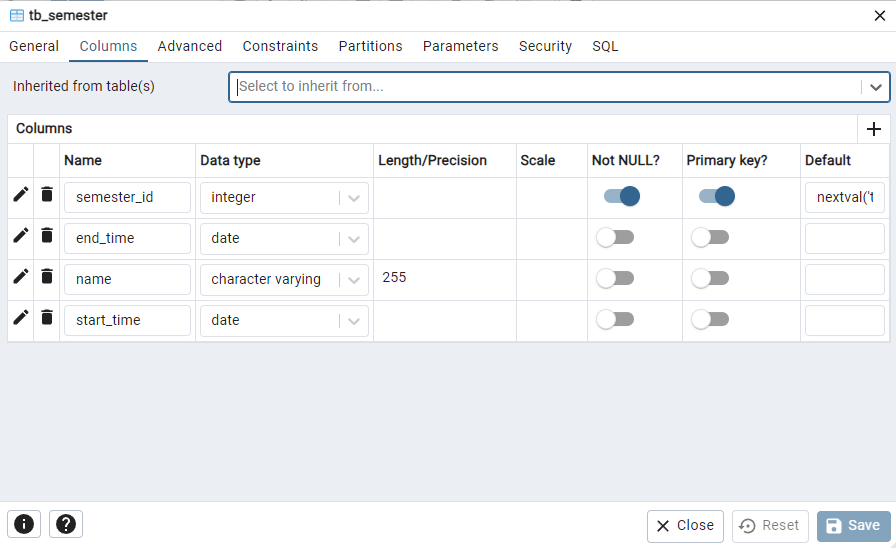 tb_semester
General Columns Advanced Constraints Partitions Parameters Security SQL
Inherited from table(s) Select to inherit from...
Columns
Name Data type Length/Precision Scale Not NULL? Primary key? Default
semester_id integer nextval('t
end_time date
name character varying 255
start_time date
Close Reset Save